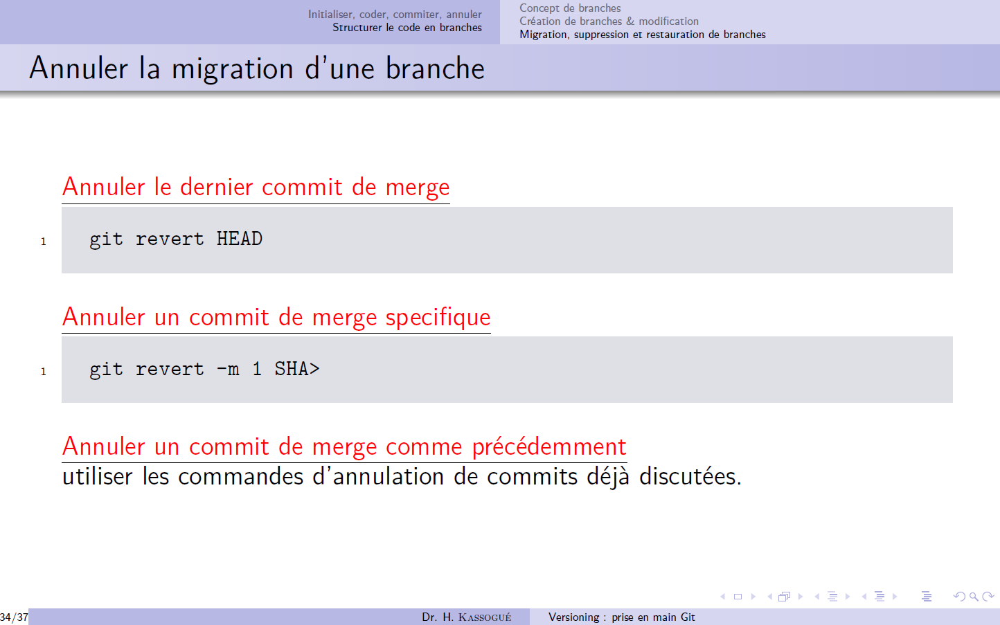 Initialiser, coder, commiter, annuler
Structurer le code en branches
Concept de branches
Création de branches & modification
Migration, suppression et restauration de branches
Annuler la migration d'une branche
Annuler le dernier commit de merge
1 git revert HEAD
Annuler un commit de merge specifique
1 git revert -m 1 SHA>
Annuler un commit de merge comme précédemment
utiliser les commandes d'annulation de commits déjà discutées.
34/37 Dr. H. Kassogué Versioning : prise en main Git